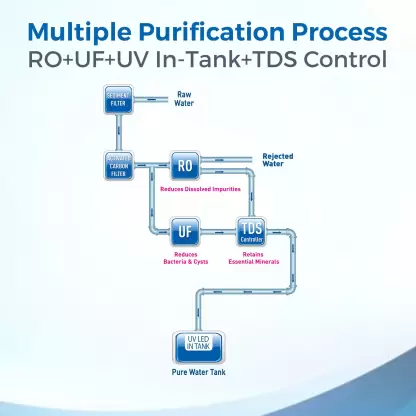 Multiple Purification Process
RO+UF+UV In-Tank+TDS Control
SEDIMENT
FILTER
Raw
Water
ACTIVATED
CARBON
FILTER
RO
Rejected
Water
Reduces Dissolved Impurities
UF
TDS
Controller
Reduces
Bacteria & Cysts
Retains
Essential Minerals
UV LED
IN TANK
Pure Water Tank